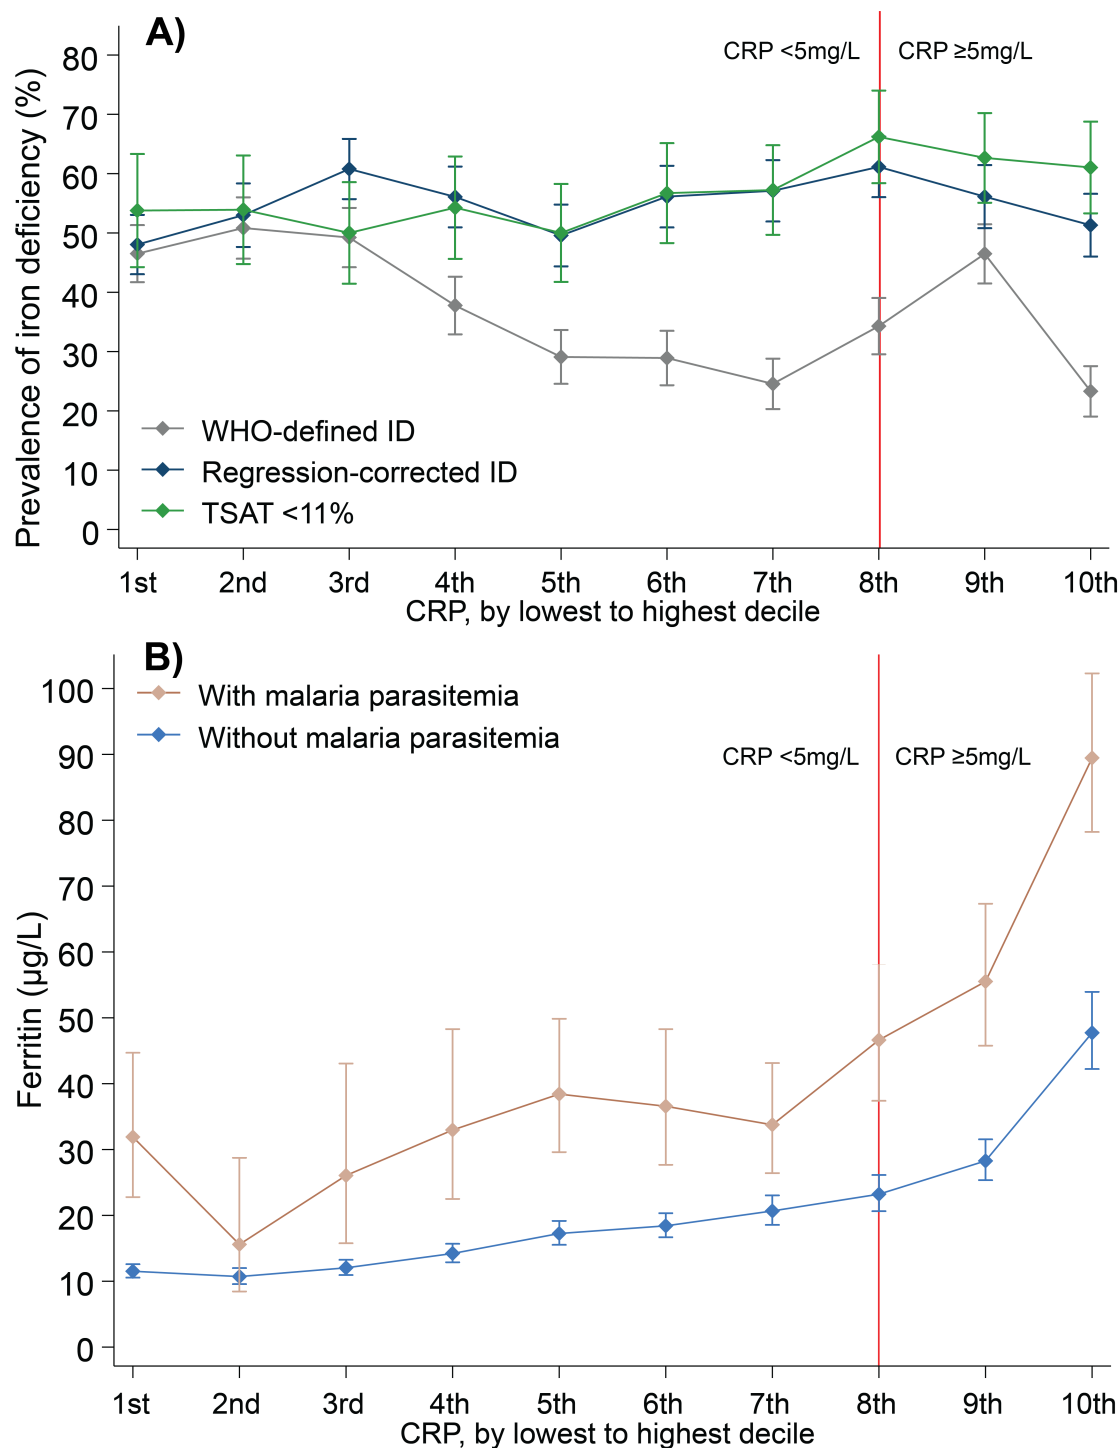 A)
CRP <5mg/L
CRP ≥5mg/L
Prevalence of iron deficiency (%)
80
70
60
50
40
30
20
10
0
WHO-defined ID
Regression-corrected ID
TSAT <11%
1st 2nd 3rd 4th 5th 6th 7th 8th 9th 10th
CRP, by lowest to highest decile
B)
With malaria parasitemia
Without malaria parasitemia
CRP <5mg/L
CRP ≥5mg/L
Ferritin (µg/L)
100
90
80
70
60
50
40
30
20
10
0
1st 2nd 3rd 4th 5th 6th 7th 8th 9th 10th
CRP, by lowest to highest decile